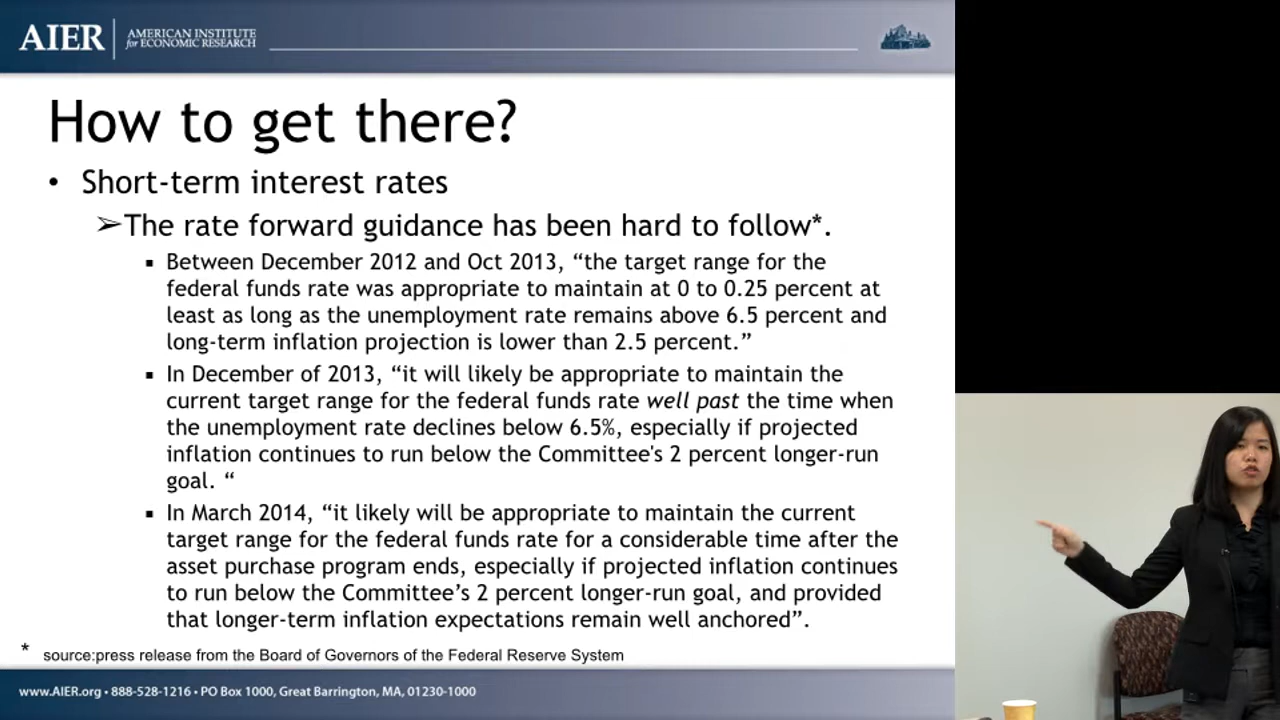 AIER
AMERICAN INSTITUTE
for ECONOMIC RESEARCH
How to get there?
• Short-term interest rates
➢The rate forward guidance has been hard to follow*.
▪ Between December 2012 and Oct 2013, “the target range for the
federal funds rate was appropriate to maintain at 0 to 0.25 percent at
least as long as the unemployment rate remains above 6.5 percent and
long-term inflation projection is lower than 2.5 percent.”
▪ In December of 2013, “it will likely be appropriate to maintain the
current target range for the federal funds rate well past the time when
the unemployment rate declines below 6.5%, especially if projected
inflation continues to run below the Committee's 2 percent longer-run
goal. “
▪ In March 2014, “it likely will be appropriate to maintain the current
target range for the federal funds rate for a considerable time after the
asset purchase program ends, especially if projected inflation continues
to run below the Committee’s 2 percent longer-run goal, and provided
that longer-term inflation expectations remain well anchored”.
* source:press release from the Board of Governors of the Federal Reserve System
www.AIER.org • 888-528-1216 • PO Box 1000, Great Barrington, MA, 01230-1000